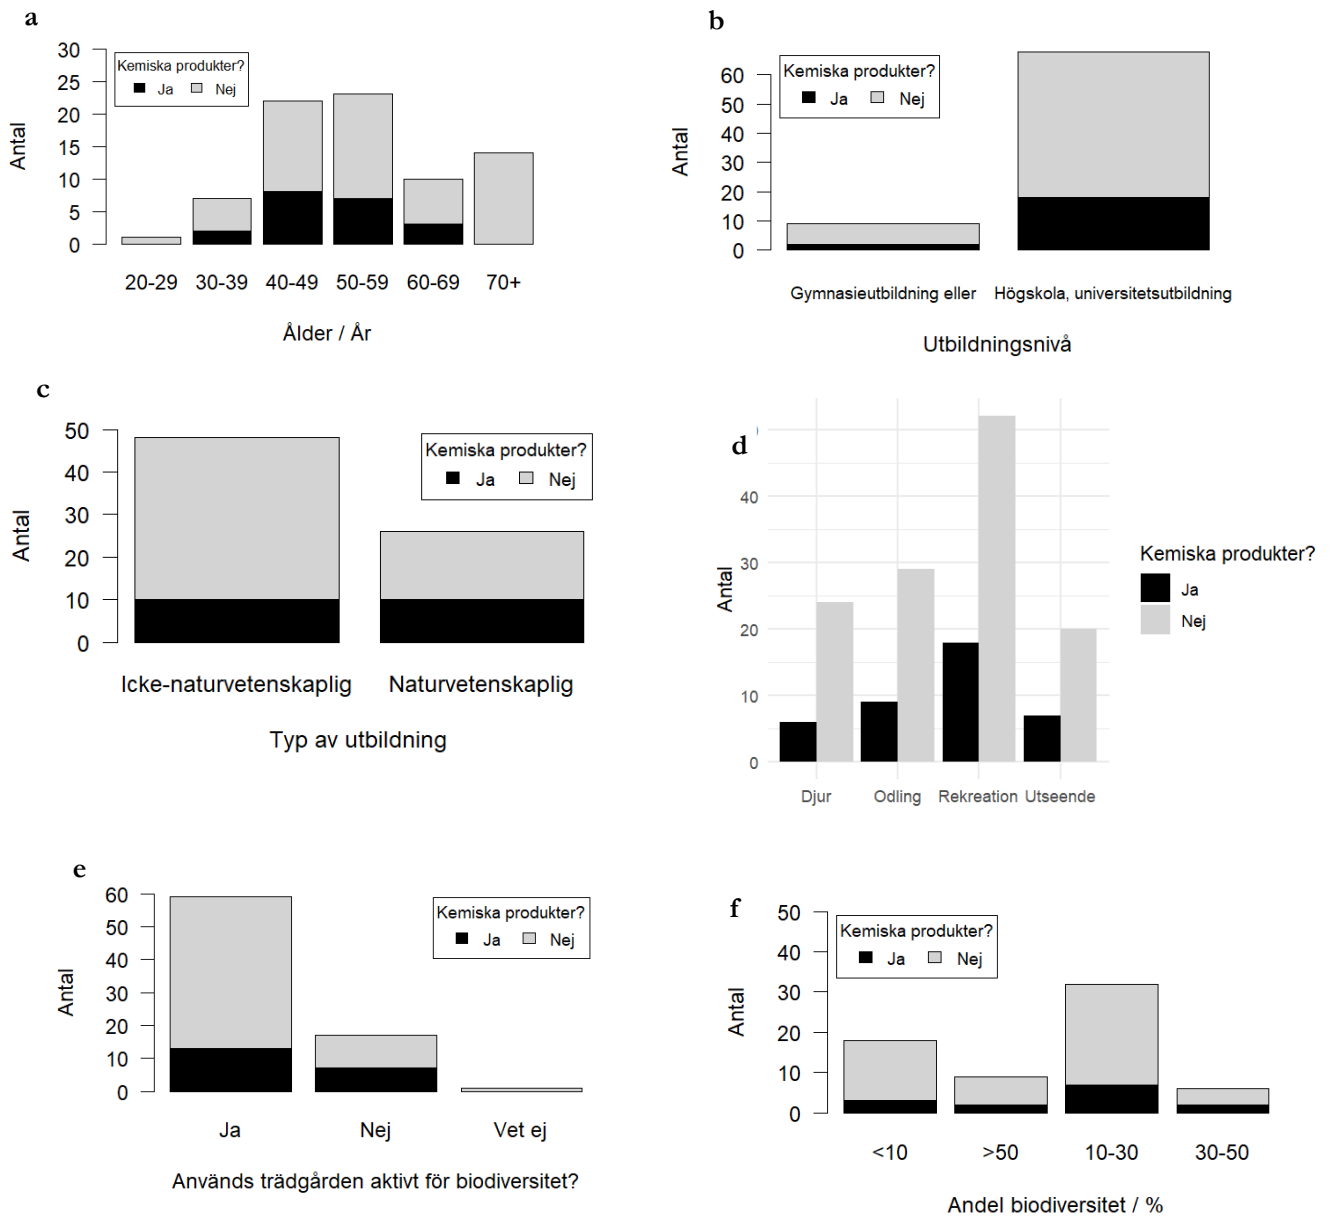 a
Kemiska produkter?
Ja Nej
30
25
20
15
10
5
0
Antal
20-29 30-39 40-49 50-59 60-69 70+
Ålder / År
b
Kemiska produkter?
Ja Nej
60
50
40
30
20
10
0
Antal
Gymnasieutbildning eller Högskola, universitetsutbildning
Utbildningsnivå
c
Kemiska produkter?
Ja Nej
50
40
30
20
10
0
Antal
Icke-naturvetenskaplig Naturvetenskaplig
Typ av utbildning
d
40
30
20
10
0
Antal
Djur Odling Rekreation Utseende
Kemiska produkter?
Ja
Nej
e
Kemiska produkter?
Ja Nej
60
50
40
30
20
10
0
Antal
Ja Nej Vet ej
Används trädgården aktivt för biodiversitet?
f
Kemiska produkter?
Ja Nej
50
40
30
20
10
0
Antal
<10 >50 10-30 30-50
Andel biodiversitet / %